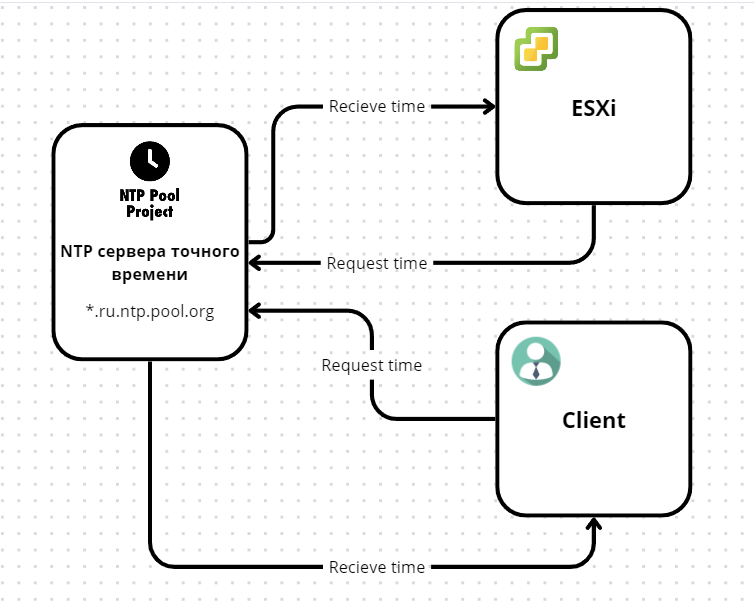 ESXi
Recieve time
NTP Pool
Project
NTP сервера точного
времени
*.ru.ntp.pool.org
Request time
Request time
Client
Recieve time